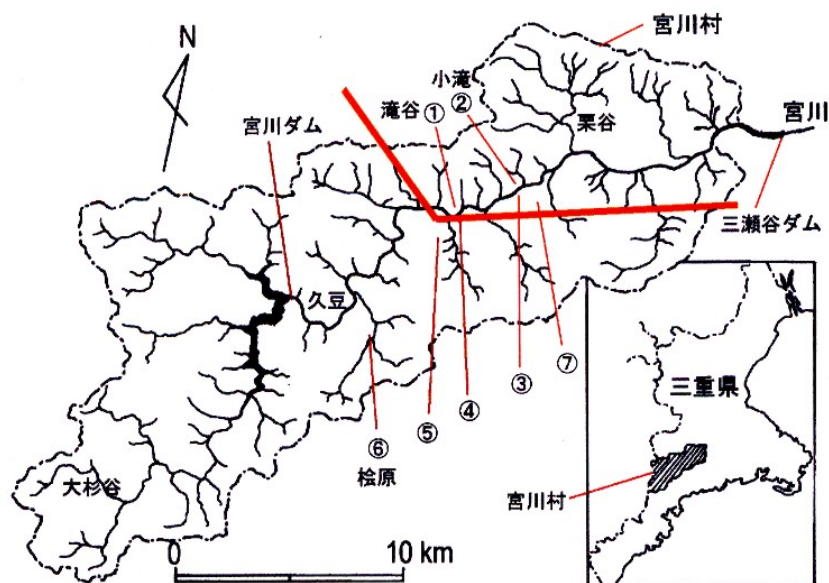 N
宮川村
小滝
滝谷 ① ②
宮川
宮川ダム
栗谷
三瀬谷ダム
久豆
③
⑦
④
⑤
⑥
桧原
三重県
大杉谷
宮川村
0 10 km